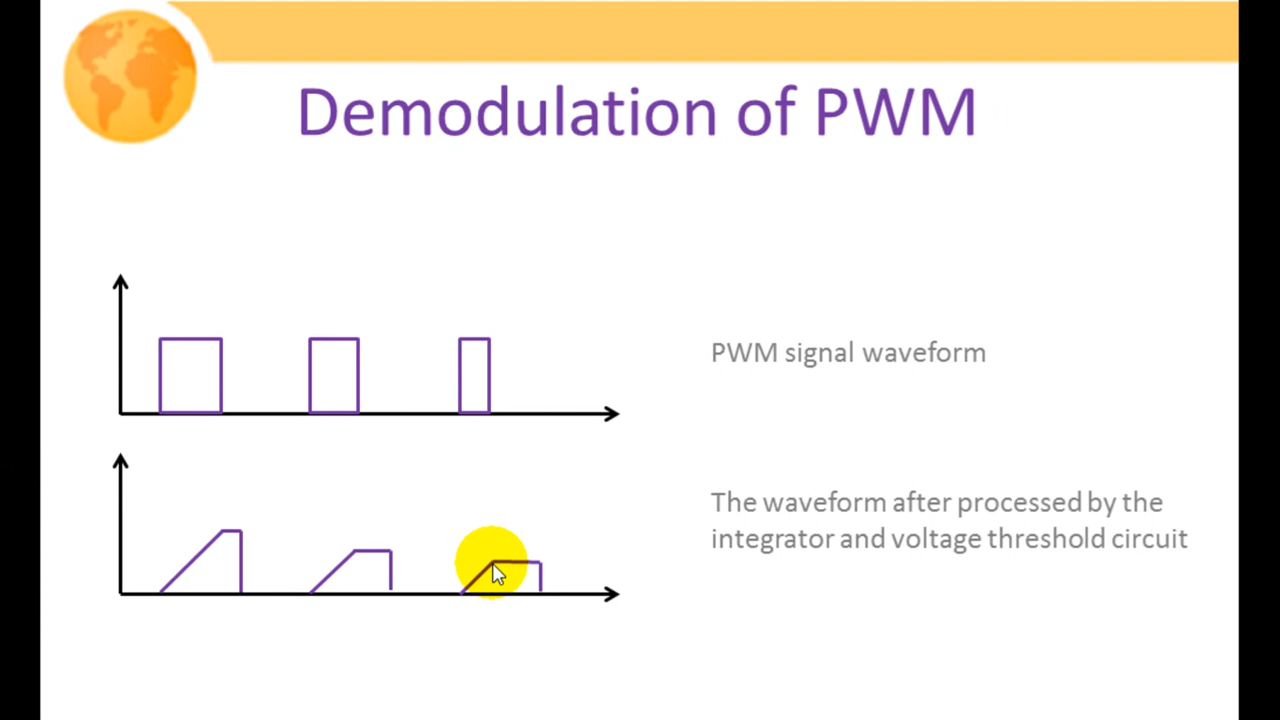 Demodulation of PWM
PWM signal waveform
The waveform after processed by the
integrator and voltage threshold circuit